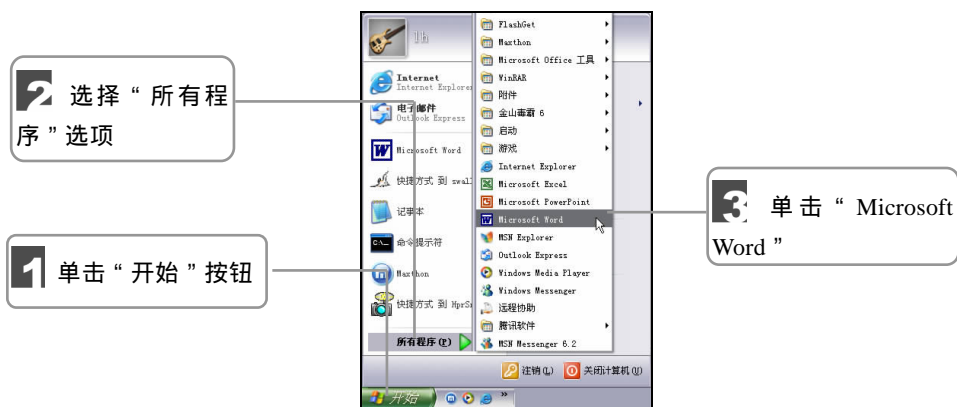 2 选择“所有程
序”选项
1 单击“开始”按钮
lh
Internet
Internet Explorer
电子邮件
Outlook Express
Microsoft Word
快捷方式 到 swal
记事本
命令提示符
Maxthon
快捷方式 到 HprSn
所有程序(P)
FlashGet
Maxthon
Microsoft Office 工具
WinRAR
附件
金山毒霸 6
启动
游戏
Internet Explorer
Microsoft Excel
Microsoft PowerPoint
Microsoft Word
MSN Explorer
Outlook Express
Windows Media Player
Windows Messenger
远程协助
腾讯软件
MSN Messenger 6.2
注销(L) 关闭计算机(U)
开始
3 单击“Microsoft
Word”